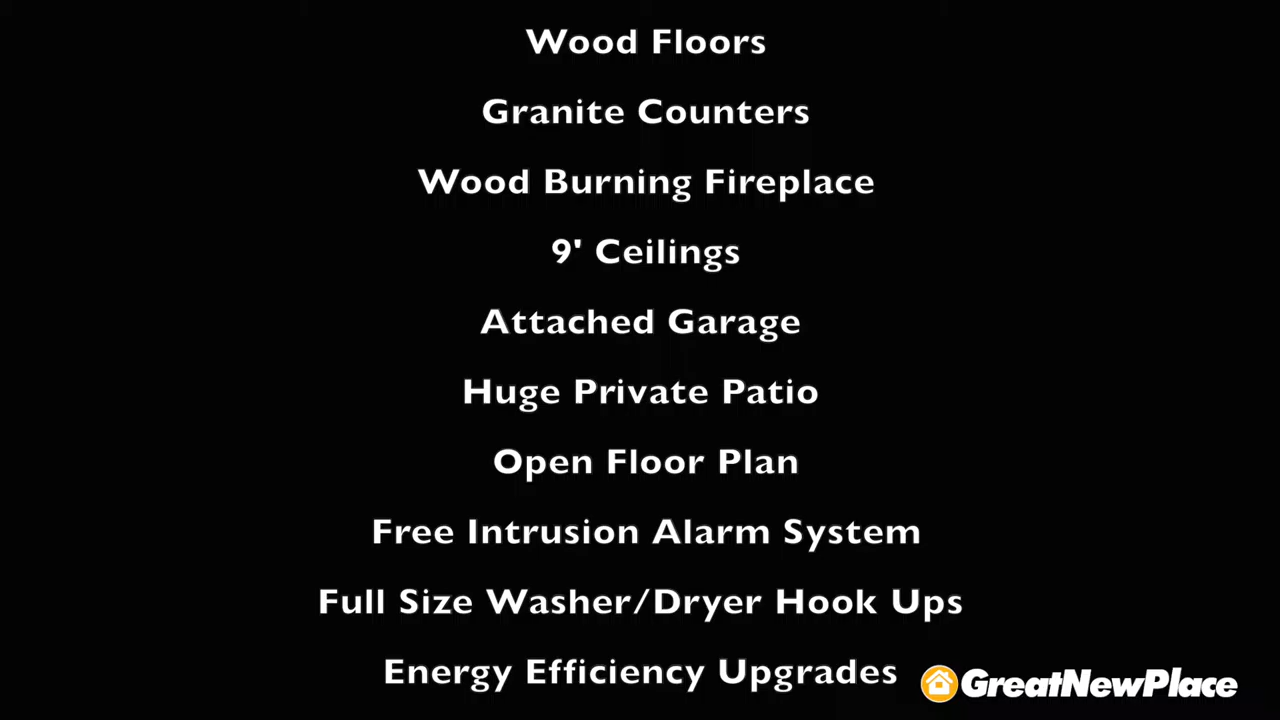 Wood Floors
Granite Counters
Wood Burning Fireplace
9' Ceilings
Attached Garage
Huge Private Patio
Open Floor Plan
Free Intrusion Alarm System
Full Size Washer/Dryer Hook Ups
Energy Efficiency Upgrades
GreatNewPlace